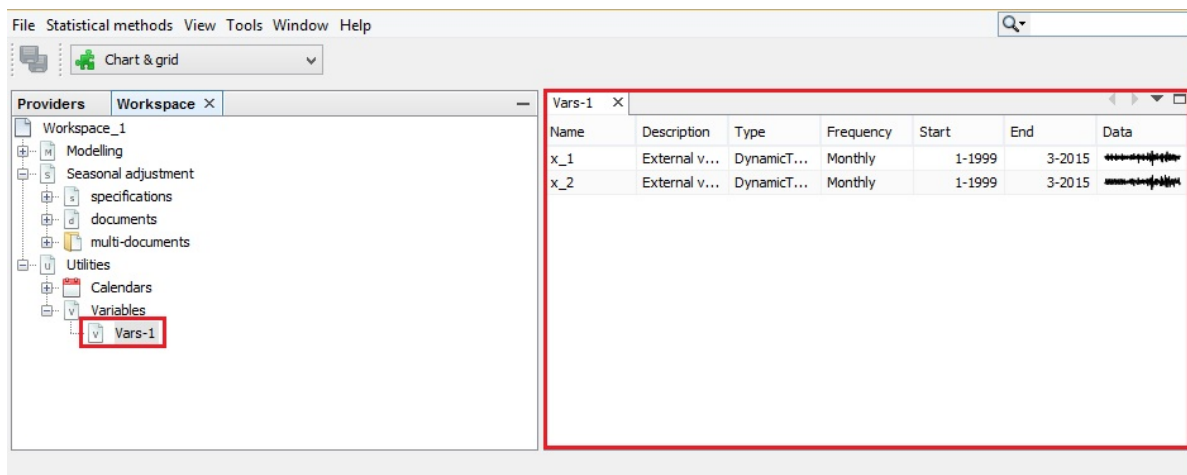 File Statistical methods View Tools Window Help
Chart & grid
Providers Workspace
Workspace_1
M Modelling
s Seasonal adjustment
s specifications
d documents
multi-documents
u Utilities
Calendars
v Variables
v Vars-1
Vars-1
Name Description Type Frequency Start End Data
x_1 External v... DynamicT... Monthly 1-1999 3-2015
x_2 External v... DynamicT... Monthly 1-1999 3-2015